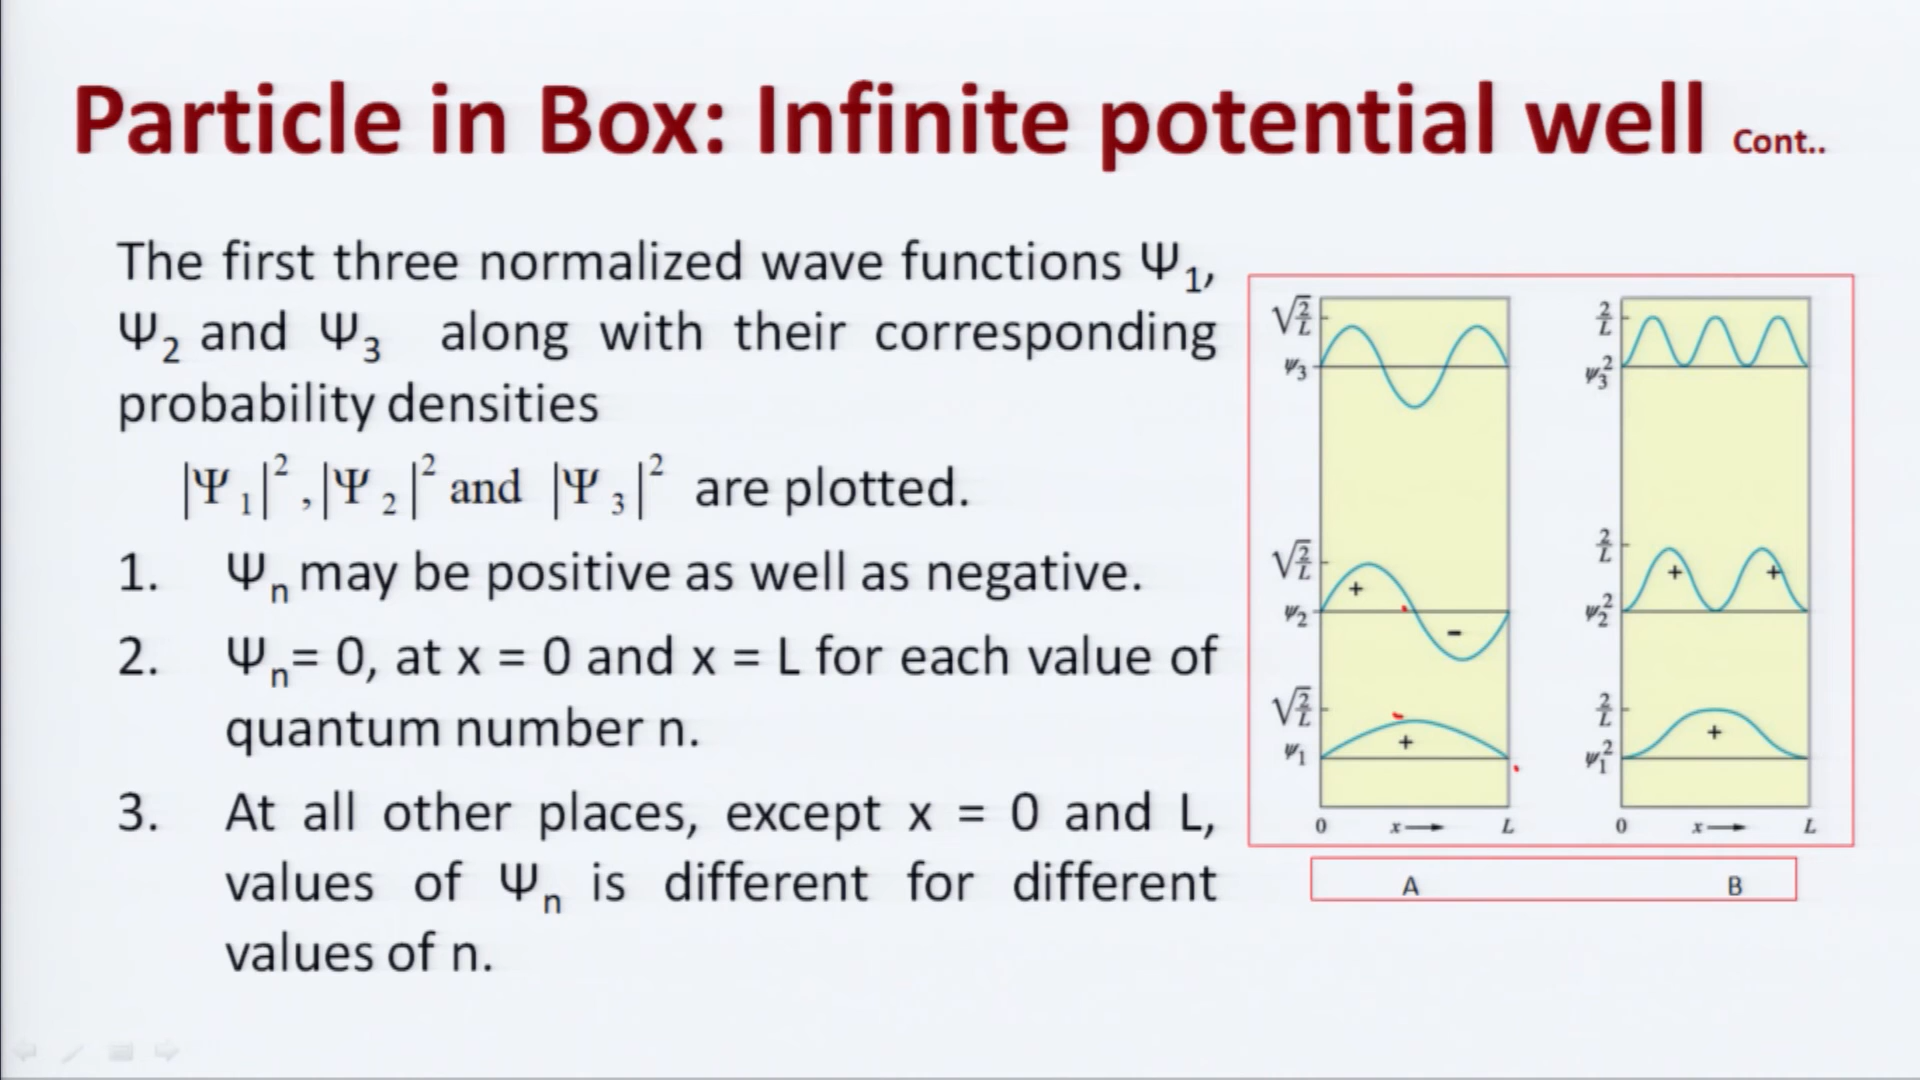 Particle in Box: Infinite potential well Cont..
The first three normalized wave functions Ψ₁,
Ψ₂ and Ψ₃ along with their corresponding
probability densities
|Ψ₁|², |Ψ₂|² and |Ψ₃|² are plotted.
1. Ψₙ may be positive as well as negative.
2. Ψₙ= 0, at x = 0 and x = L for each value of
quantum number n.
3. At all other places, except x = 0 and L,
values of Ψₙ is different for different
values of n.
√2/L
ψ₃
√2/L
ψ₂
+
-
√2/L
ψ₁
+
0 x→ L
2/L
ψ₃²
2/L
ψ₂²
+ +
2/L
ψ₁²
+
0 x→ L
A B